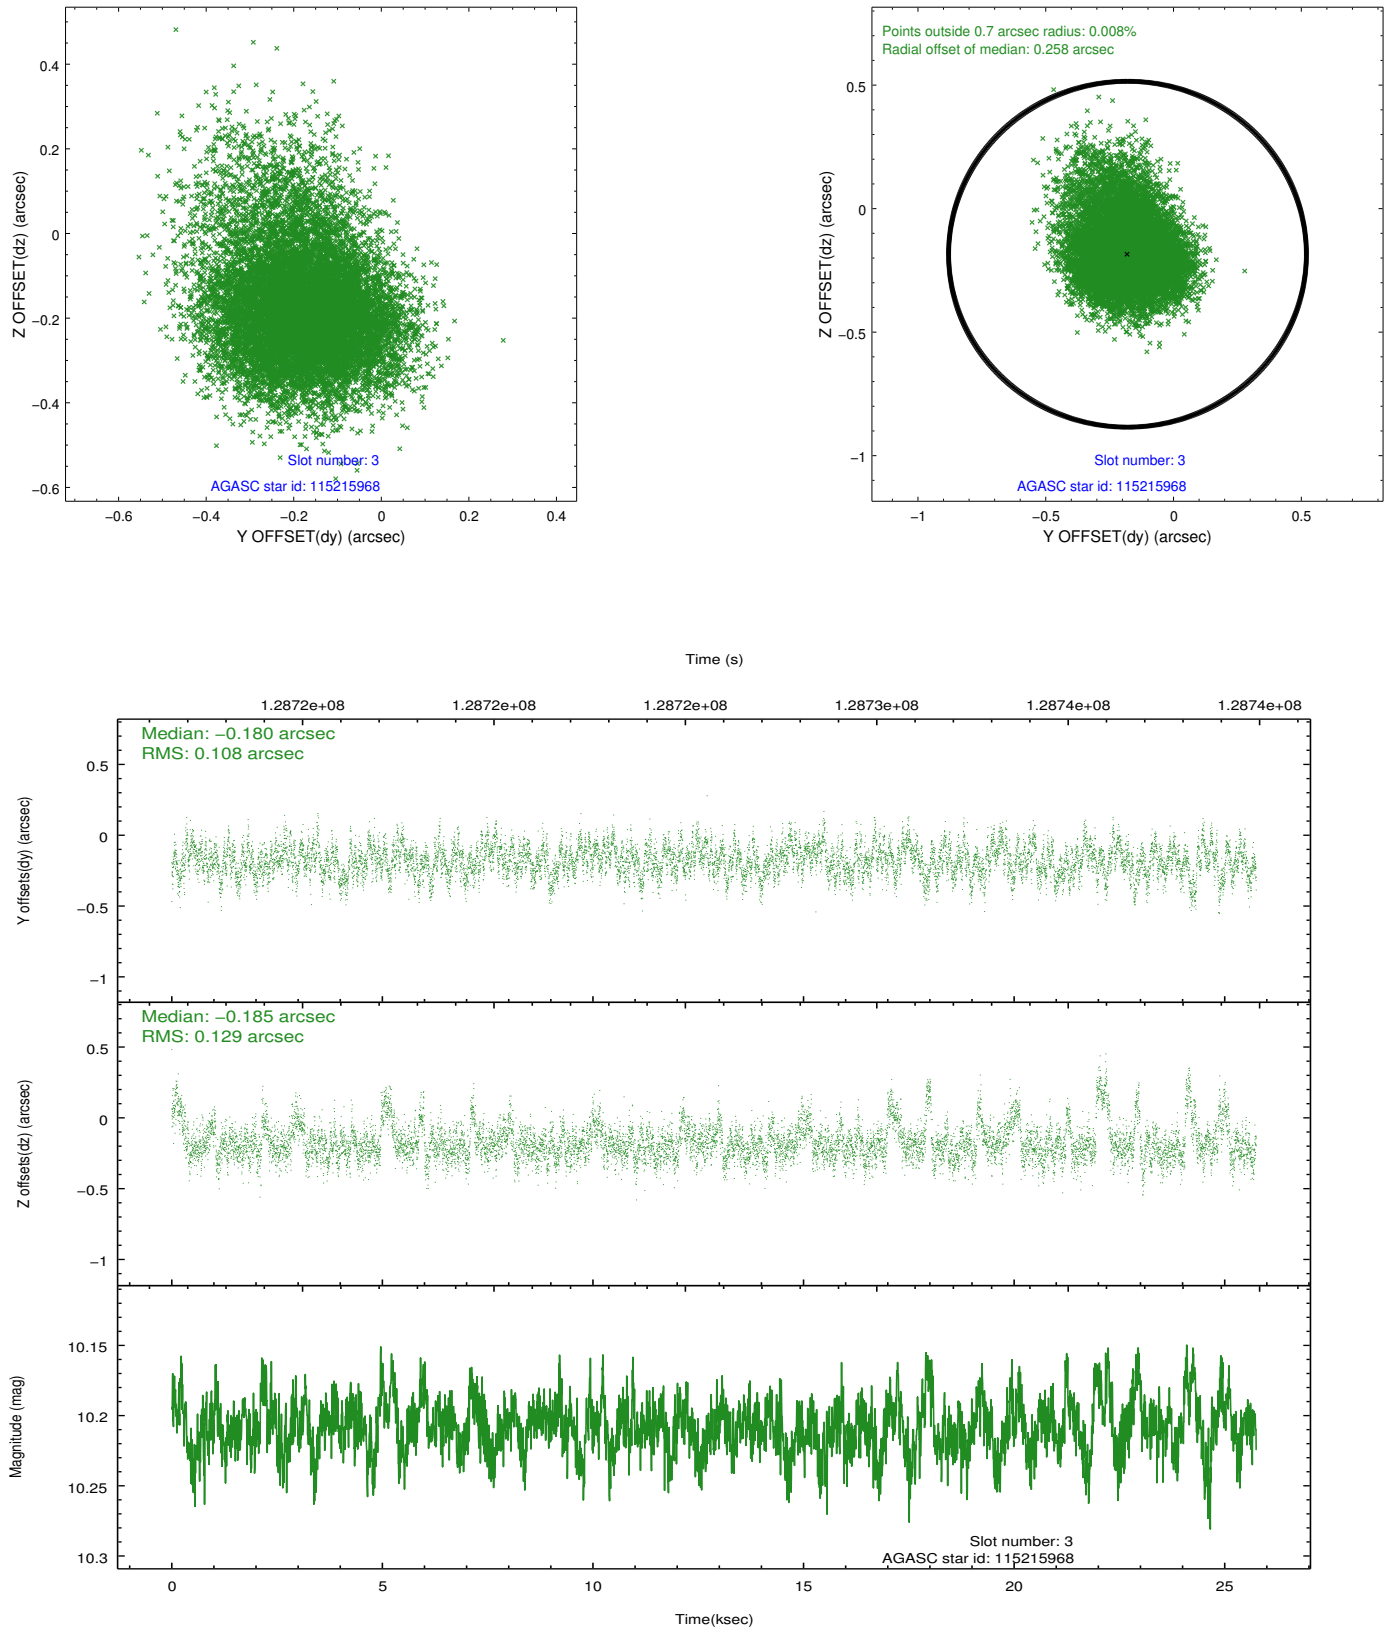 0.4
0.2
0
−0.2
−0.4
−0.6
Z OFFSET(dz) (arcsec)
Slot number: 3
AGASC star id: 115215968
−0.6 −0.4 −0.2 0 0.2 0.4
Y OFFSET(dy) (arcsec)
Points outside 0.7 arcsec radius: 0.008%
Radial offset of median: 0.258 arcsec
0.5
0
−0.5
−1
Z OFFSET(dz) (arcsec)
Slot number: 3
AGASC star id: 115215968
−1 −0.5 0 0.5
Y OFFSET(dy) (arcsec)
Time (s)
1.2872e+08 1.2872e+08 1.2872e+08 1.2873e+08 1.2874e+08 1.2874e+08
Median: −0.180 arcsec
RMS: 0.108 arcsec
0.5
0
−0.5
−1
Y offsets(dy) (arcsec)
Median: −0.185 arcsec
RMS: 0.129 arcsec
0.5
0
−0.5
−1
Z offsets(dz) (arcsec)
10.15
10.2
10.25
10.3
Magnitude (mag)
Slot number: 3
AGASC star id: 115215968
0 5 10 15 20 25
Time(ksec)